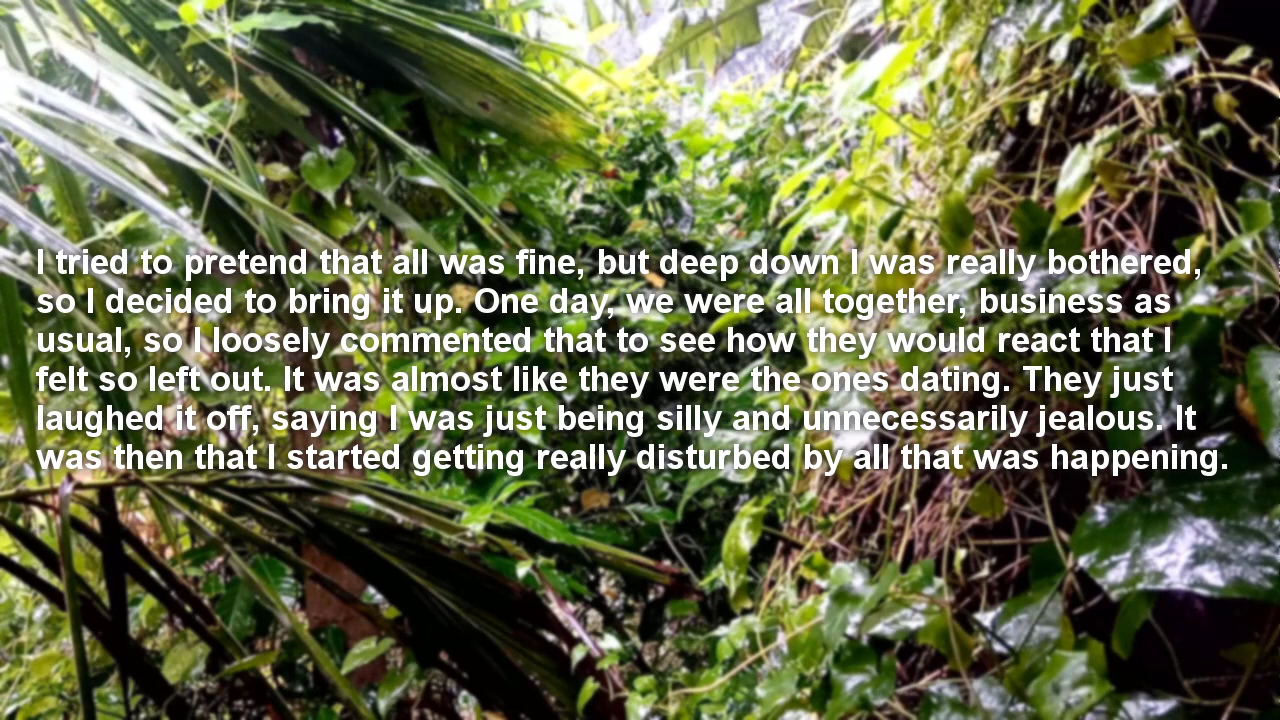 I tried to pretend that all was fine, but deep down I was really bothered,
so I decided to bring it up. One day, we were all together, business as
usual, so I loosely commented that to see how they would react that I
felt so left out. It was almost like they were the ones dating. They just
laughed it off, saying I was just being silly and unnecessarily jealous. It
was then that I started getting really disturbed by all that was happening.